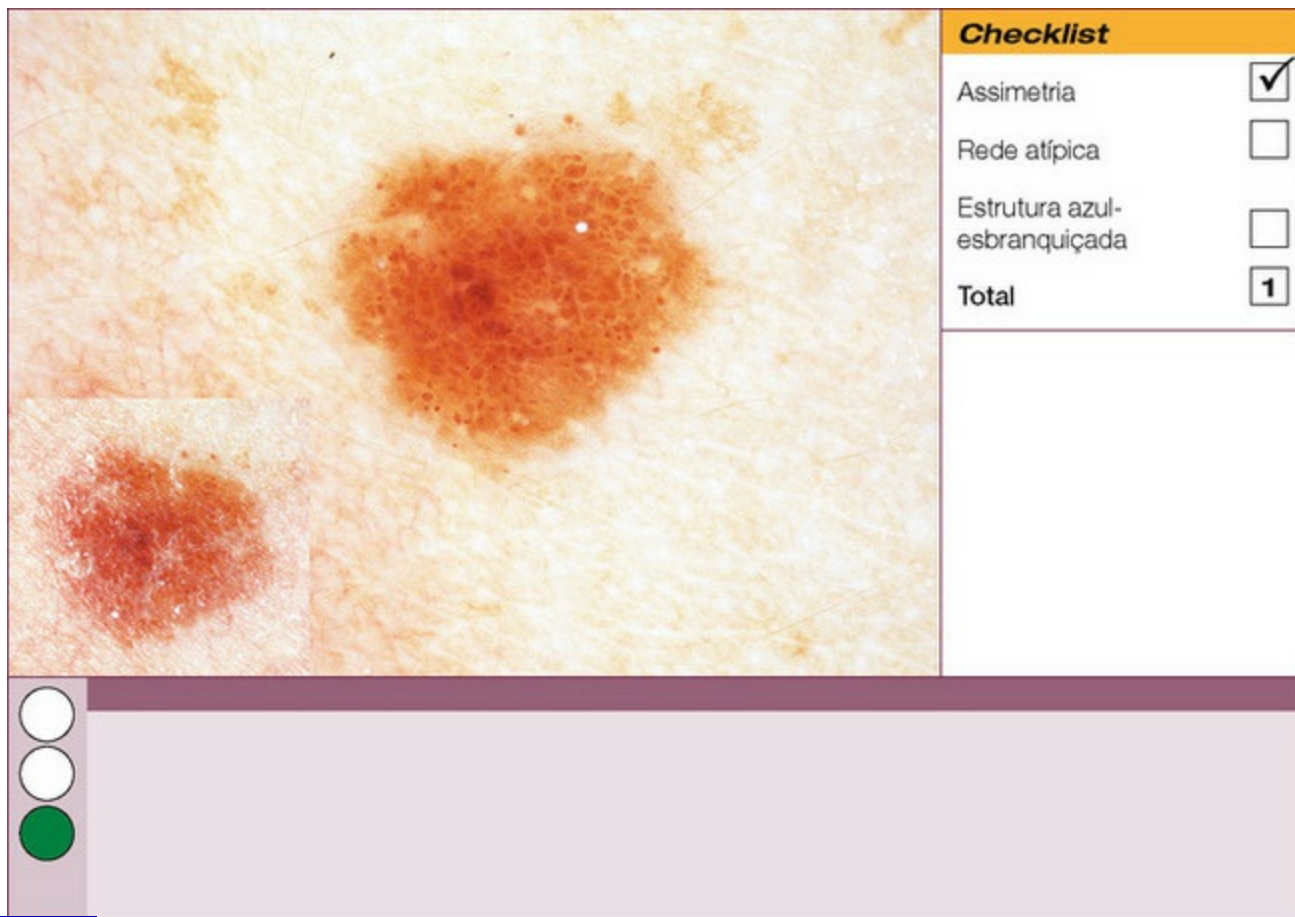 Checklist
Assimetria
Rede atípica
Estrutura azul-
esbranquiçada
Total 1